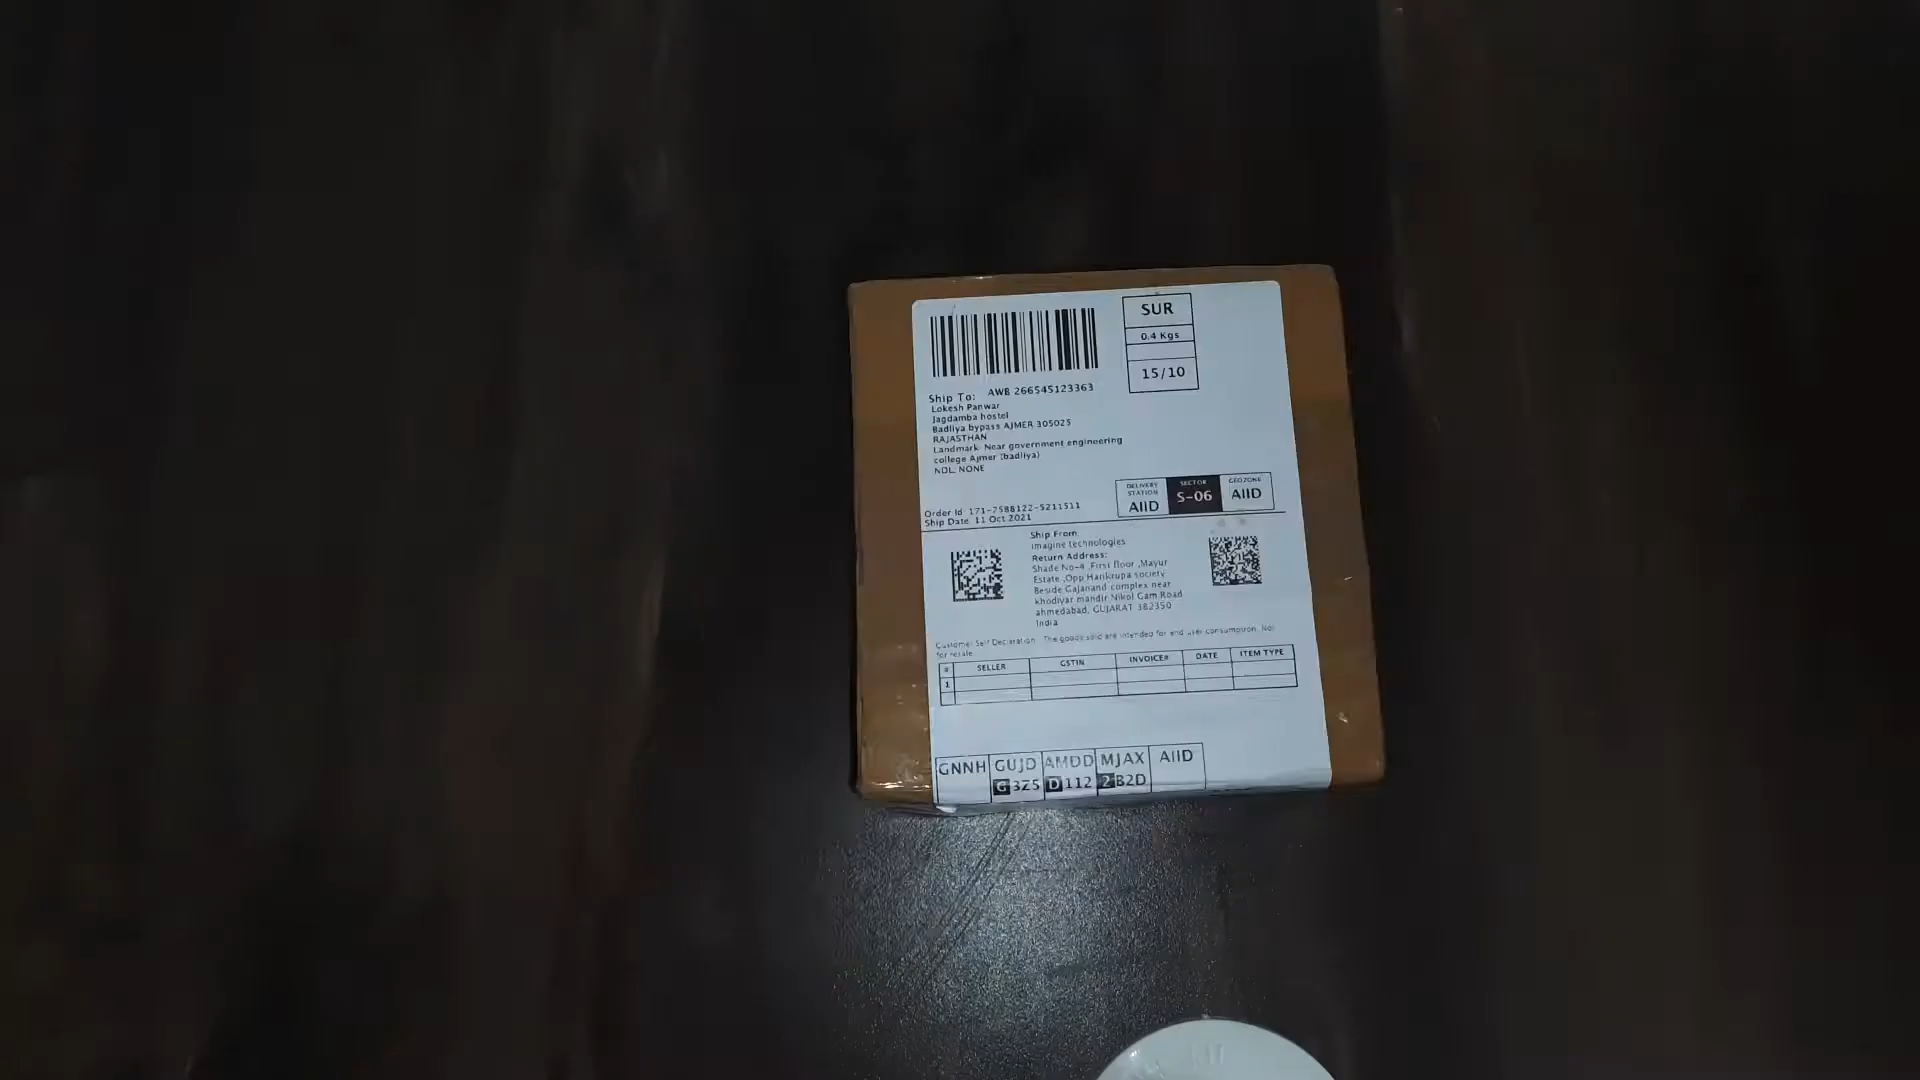 SUR
0.4 Kgs
15/10
AWB 266545123363
Ship To:
Lokesh Panwar
Jagdamba hostel
Badliya bypass AJMER 305025
RAJASTHAN
Landmark: Near government engineering
college Ajmer (badliya)
NDL: NONE
DELIVERY STATION
AIID
SECTOR
S-06
GEOZONE
AIID
Order Id: 171-7588122-5211511
Ship Date: 11 Oct 2021
Ship From:
imagine technologies
Return Address:
Shade No-4 ,First floor ,Mayur
Estate ,Opp Harikrupa society
Beside Gajanand complex near
khodiyar mandir Nikol Gam Road
ahmedabad, GUJARAT 382350
India
Customer Self Declaration : The goods sold are intended for end user consumption. Not
for resale.
# SELLER GSTIN INVOICE# DATE ITEM TYPE
1
GNNH GUJD AMDD MJAX AIID
G 3Z5 D 112 2 B2D